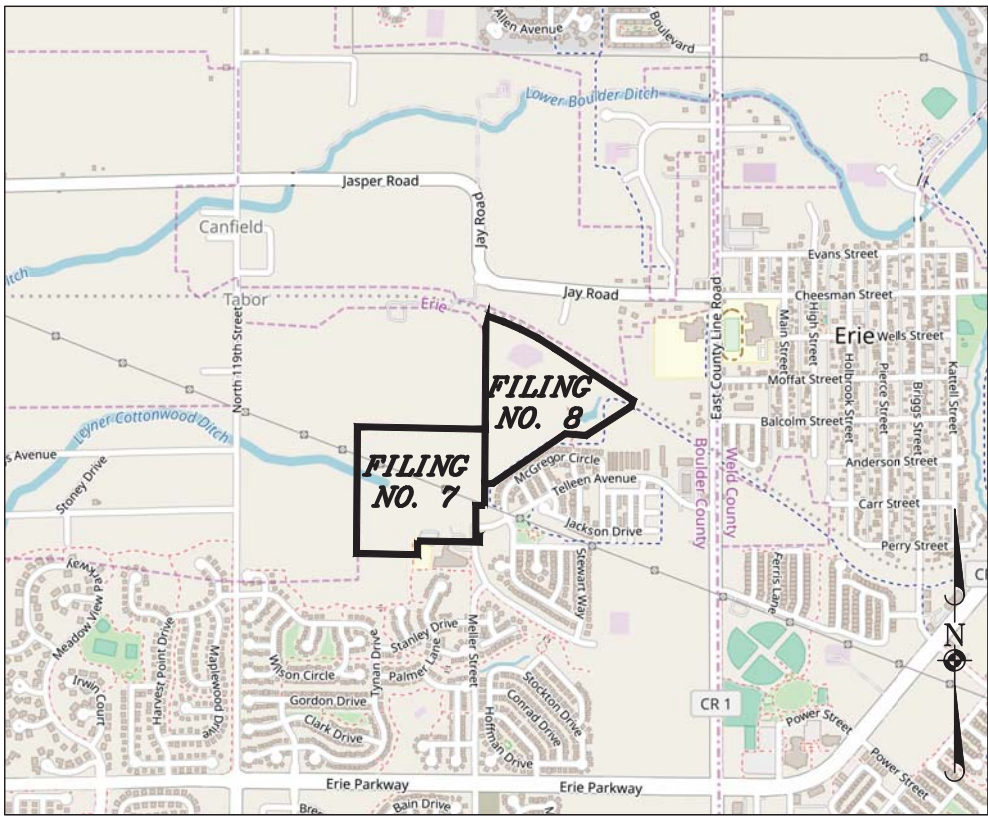 Allen Avenue
Boulevard
Lower Boulder Ditch
Jasper Road
Jay Road
Canfield
Evans Street
Tabor
Erie
Jay Road
Cheesman Street
East County Line Road
Main Street
High Street
Erie
Wells Street
North 119th Street
FILING
NO. 8
Holbrook Street
Pierce Street
Briggs Street
Kattell Street
Moffat Street
Balcolm Street
Leyner Cottonwood Ditch
FILING
NO. 7
McGregor Circle
Telleen Avenue
Boulder County
Weld County
Anderson Street
s Avenue
Stoney Drive
Carr Street
Jackson Drive
Perry Street
Stewart Way
Ferris Lane
Meadow View Parkway
Harvest Point Drive
Maplewood Drive
Wilson Circle
Tynan Drive
Stanley Drive
Palmer Lane
Meller Street
N
Irwin Court
Gordon Drive
Clark Drive
Stockton Drive
Conrad Drive
Hoffman Drive
CR 1
Power Street
Power Street
Erie Parkway
Erie Parkway
Bain Drive